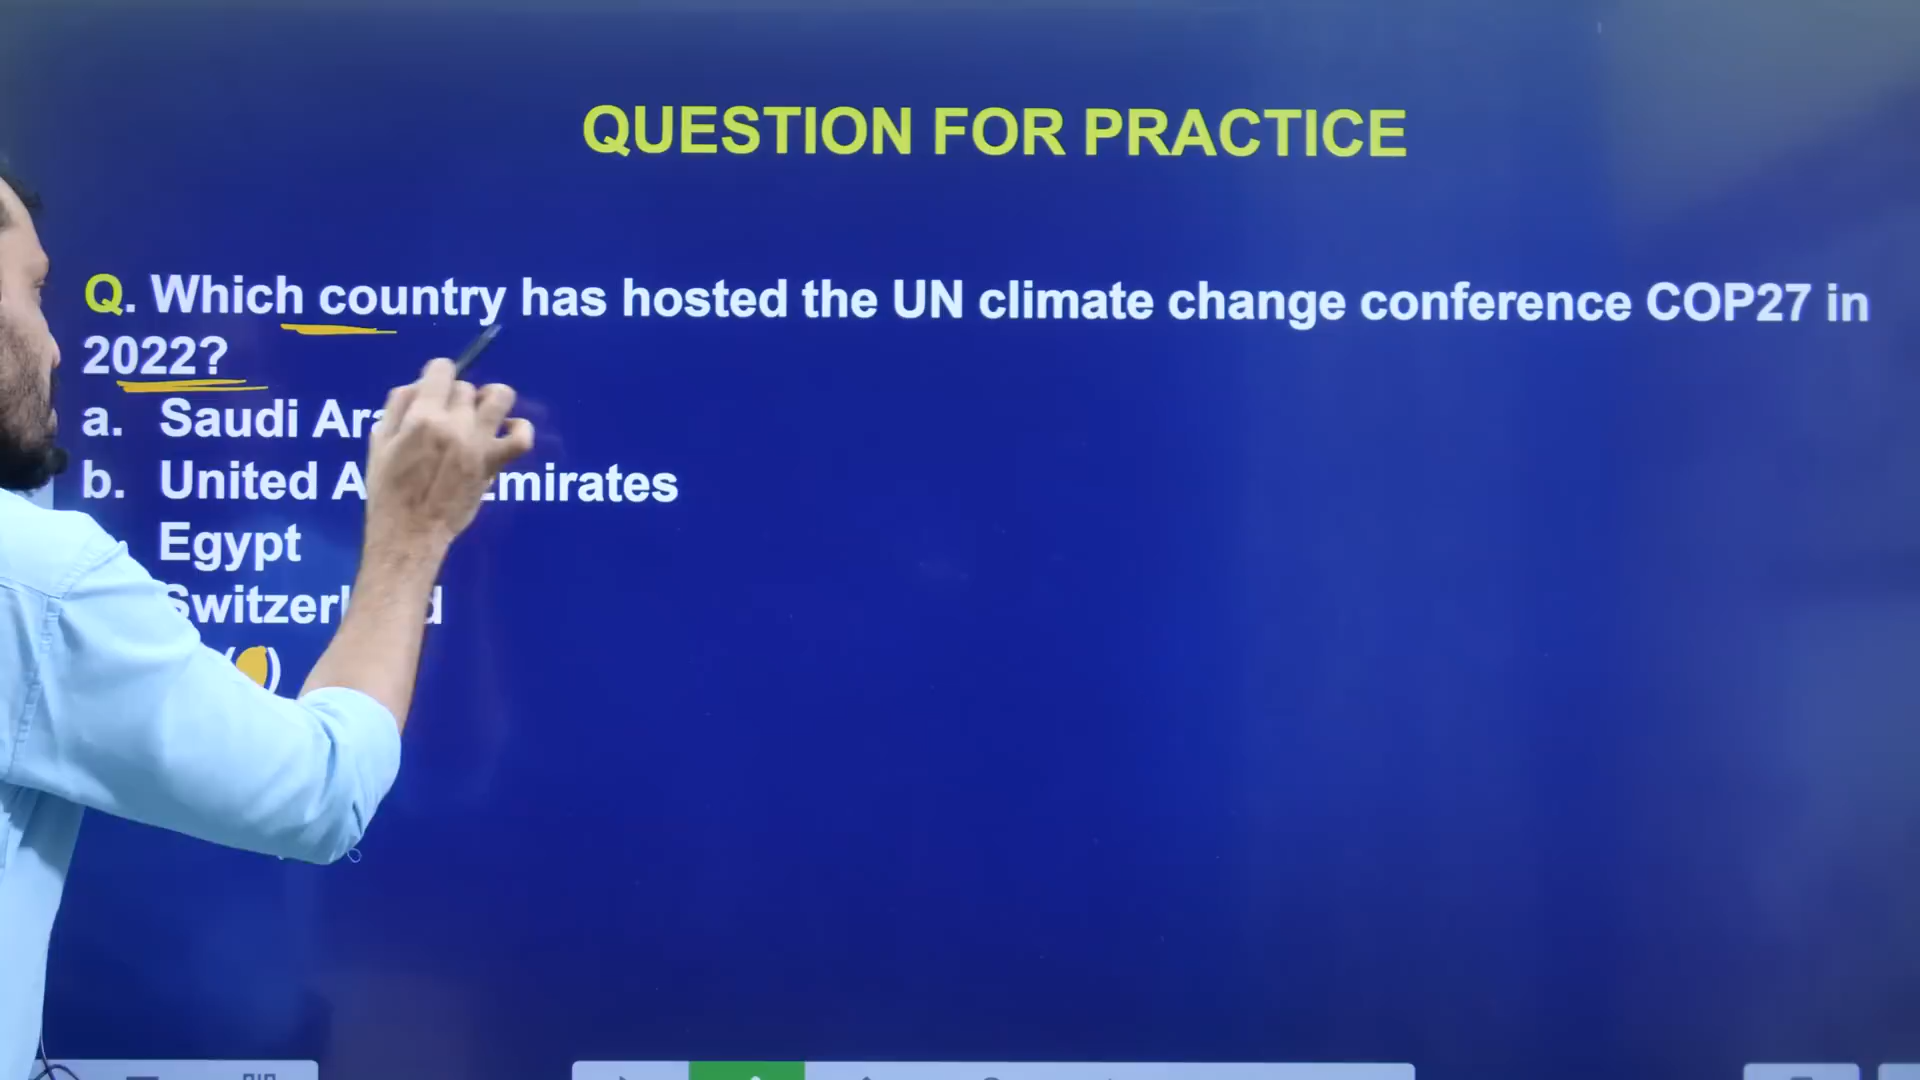 QUESTION FOR PRACTICE
Q. Which country has hosted the UN climate change conference COP27 in
2022?
a. Saudi
b. United
Egypt